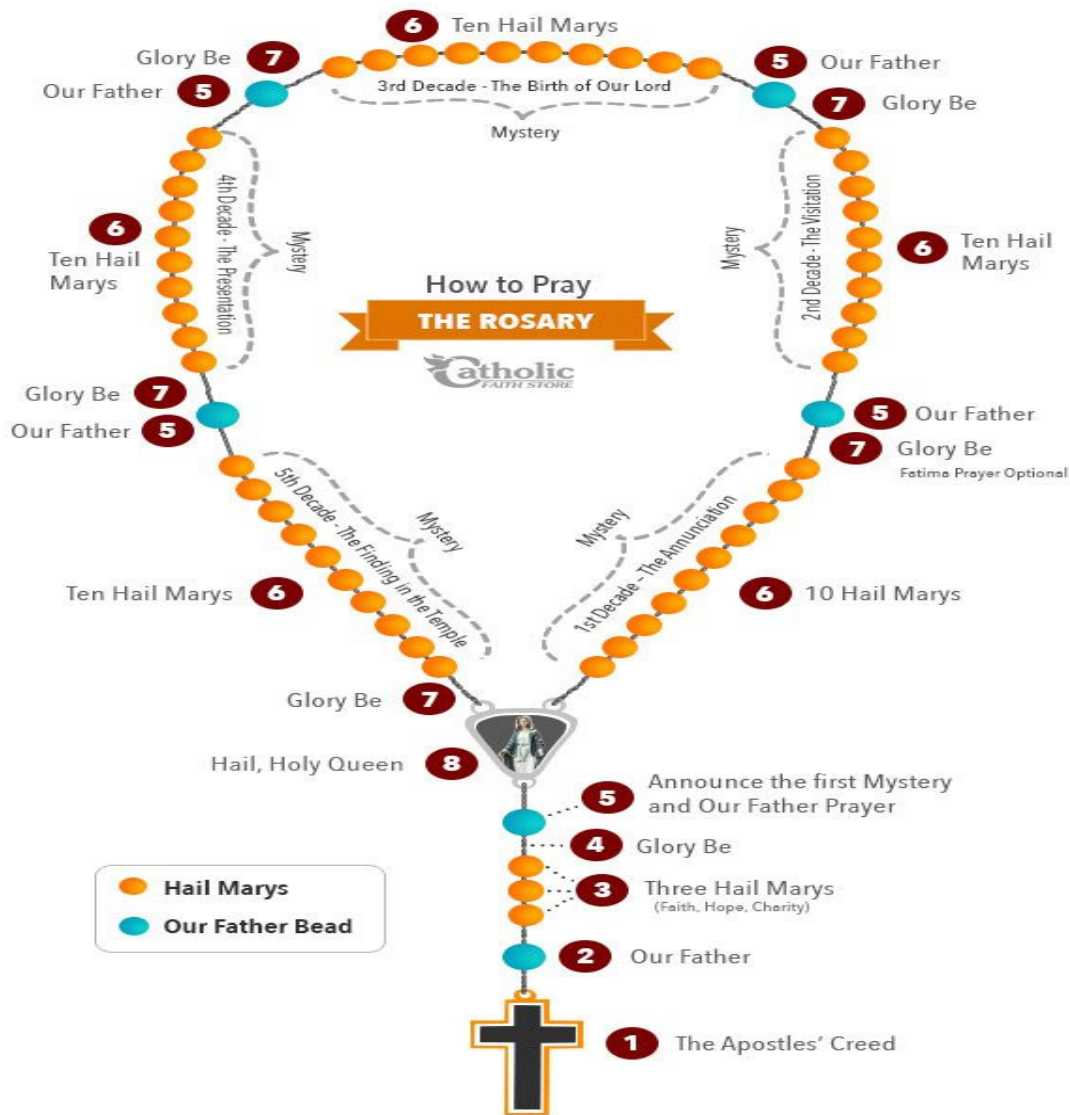 6 Ten Hail Marys
Glory Be 7
Our Father 5
5 Our Father
7 Glory Be
3rd Decade - The Birth of Our Lord
Mystery
4th Decade - The Presentation
Mystery
6
Ten Hail
Marys
Mystery
2nd Decade - The Visitation
6 Ten Hail
Marys
How to Pray
THE ROSARY
Catholic
FAITH STORE
Glory Be 7
Our Father 5
5 Our Father
7 Glory Be
Fatima Prayer Optional
5th Decade - The Finding in the Temple
Mystery
Mystery
1st Decade - The Annunciation
Ten Hail Marys 6
6 10 Hail Marys
Glory Be 7
Hail, Holy Queen 8
5 Announce the first Mystery
and Our Father Prayer
4 Glory Be
3 Three Hail Marys
(Faith, Hope, Charity)
Hail Marys
Our Father Bead
2 Our Father
1 The Apostles' Creed